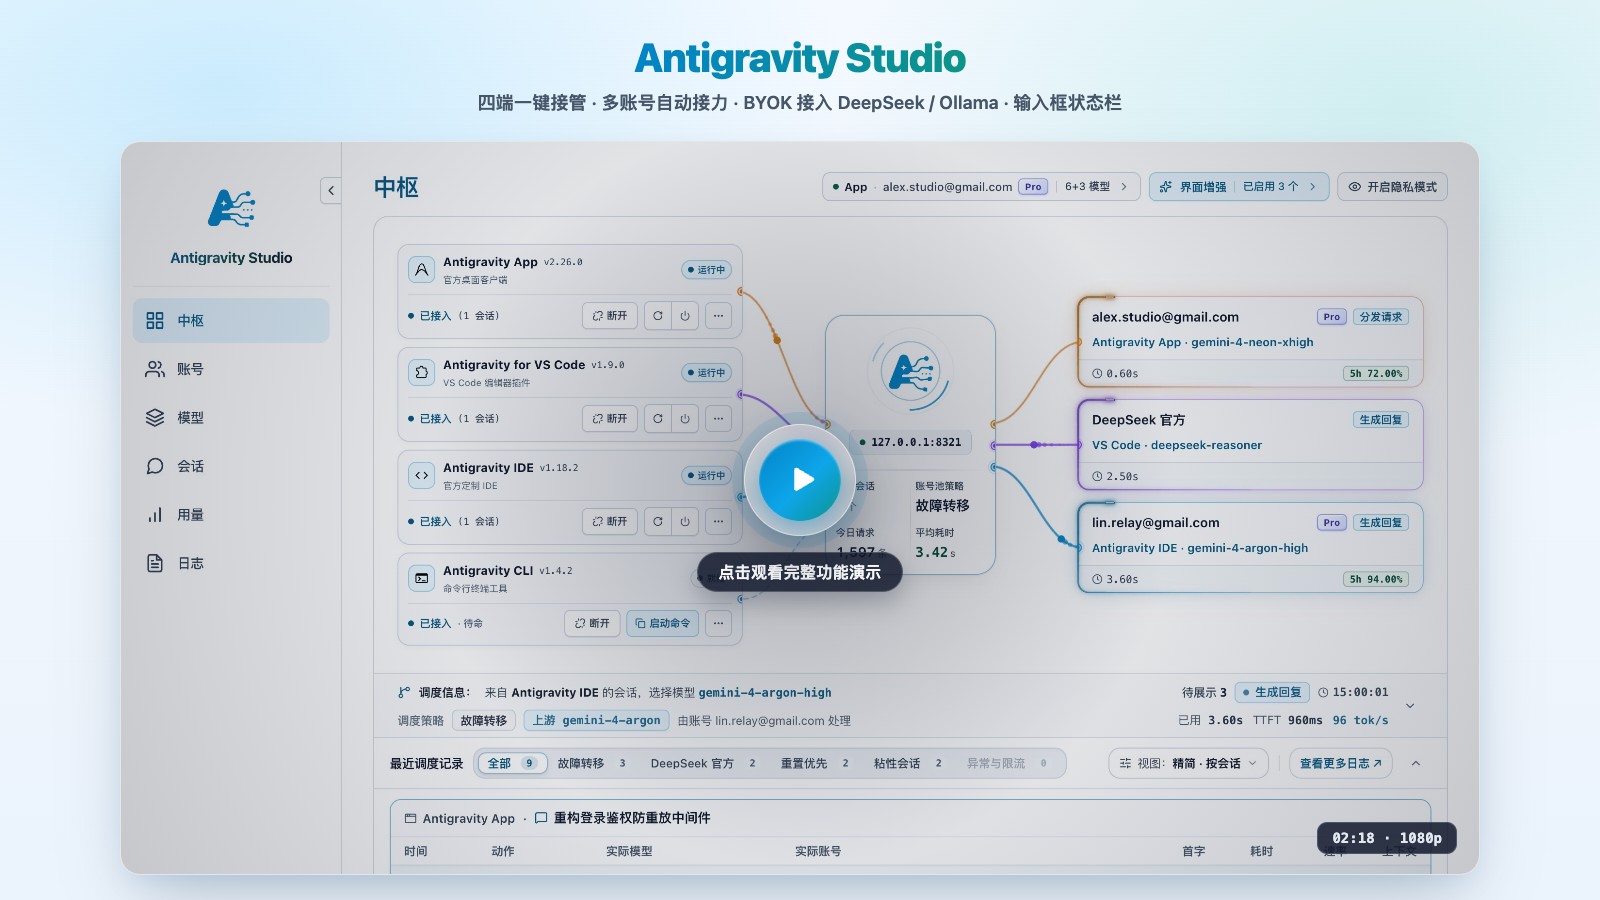 Antigravity Studio
四端一键接管 · 多账号自动接力 · BYOK 接入 DeepSeek / Ollama · 输入框状态栏
Antigravity Studio
中枢
账号
模型
会话
用量
日志
中枢
App · alex.studio@gmail.com Pro 6+3 模型
界面增强 已启用 3 个
开启隐私模式
Antigravity App v2.26.0
官方桌面客户端
运行中
已接入 (1 会话)
断开
Antigravity for VS Code v1.9.0
VS Code 编辑器插件
运行中
已接入 (1 会话)
断开
Antigravity IDE v1.18.2
官方定制 IDE
运行中
已接入 (1 会话)
断开
Antigravity CLI v1.4.2
命令行终端工具
已接入 · 待命
断开
启动命令
127.0.0.1:8321
会话
个
账号池策略
故障转移
今日请求
1,597
平均耗时
3.42 s
点击观看完整功能演示
alex.studio@gmail.com Pro 分发请求
Antigravity App · gemini-4-neon-xhigh
0.60s 5h 72.00%
DeepSeek 官方 生成回复
VS Code · deepseek-reasoner
2.50s
lin.relay@gmail.com Pro 生成回复
Antigravity IDE · gemini-4-argon-high
3.60s 5h 94.00%
调度信息： 来自 Antigravity IDE 的会话，选择模型 gemini-4-argon-high
待展示 3 生成回复 15:00:01
调度策略 故障转移 上游 gemini-4-argon 由账号 lin.relay@gmail.com 处理
已用 3.60s TTFT 960ms 96 tok/s
最近调度记录 全部 9 故障转移 3 DeepSeek 官方 2 重置优先 2 粘性会话 2 异常与限流 0
视图: 精简 · 按会话
查看更多日志
Antigravity App · 重构登录鉴权防重放中间件
时间 动作 实际模型 实际账号 首字 耗时 速率 上下文
02:18 · 1080p